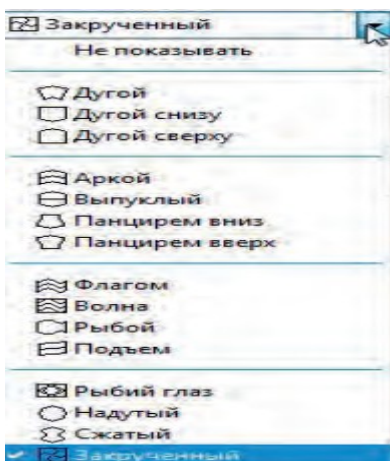 Закрученный
Не показывать
Дугой
Дугой снизу
Дугой сверху
Аркой
Выпуклый
Панцирем вниз
Панцирем вверх
Флагом
Волна
Рыбой
Подъем
Рыбий глаз
Надутый
Сжатый
Закрученный